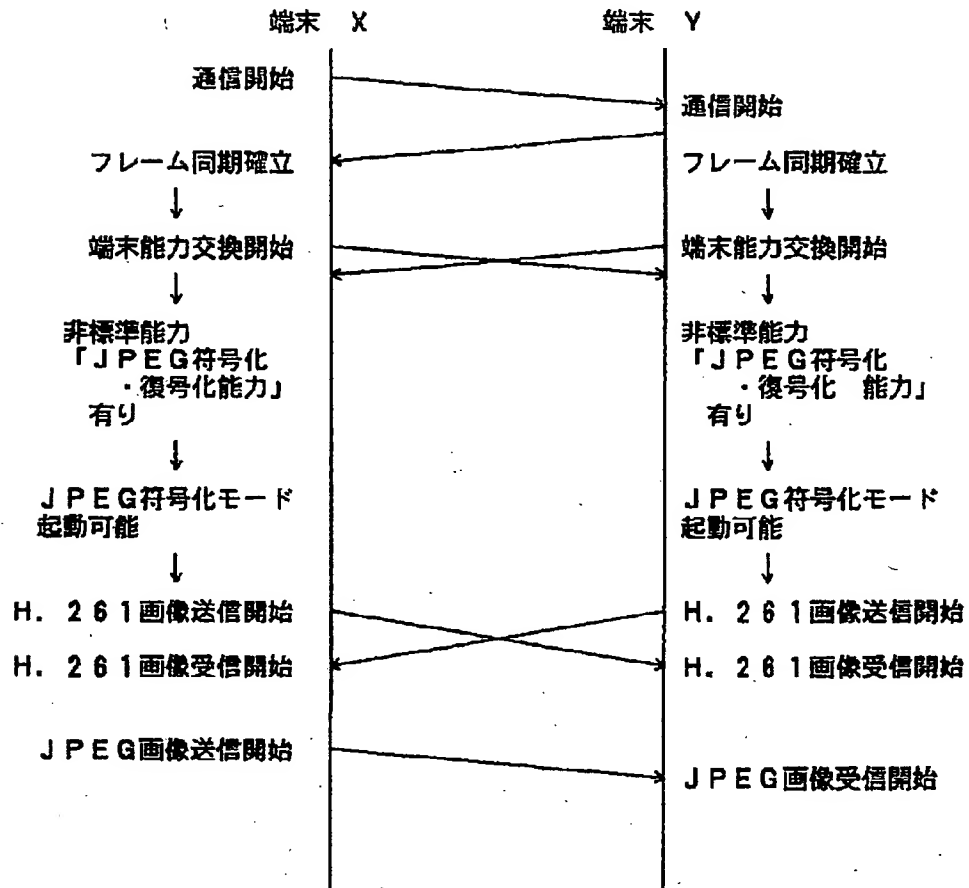 端末 X 端末 Y
通信開始
通信開始
フレーム同期確立 フレーム同期確立
↓ ↓
端末能力交換開始 端末能力交換開始
↓ ↓
非標準能力 非標準能力
「JPEG符号化 「JPEG符号化
・復号化能力」 ・復号化 能力」
有り 有り
↓ ↓
JPEG符号化モード JPEG符号化モード
起動可能 起動可能
↓ ↓
H. 261画像送信開始 H. 261画像送信開始
H. 261画像受信開始 H. 261画像受信開始
JPEG画像送信開始
JPEG画像受信開始